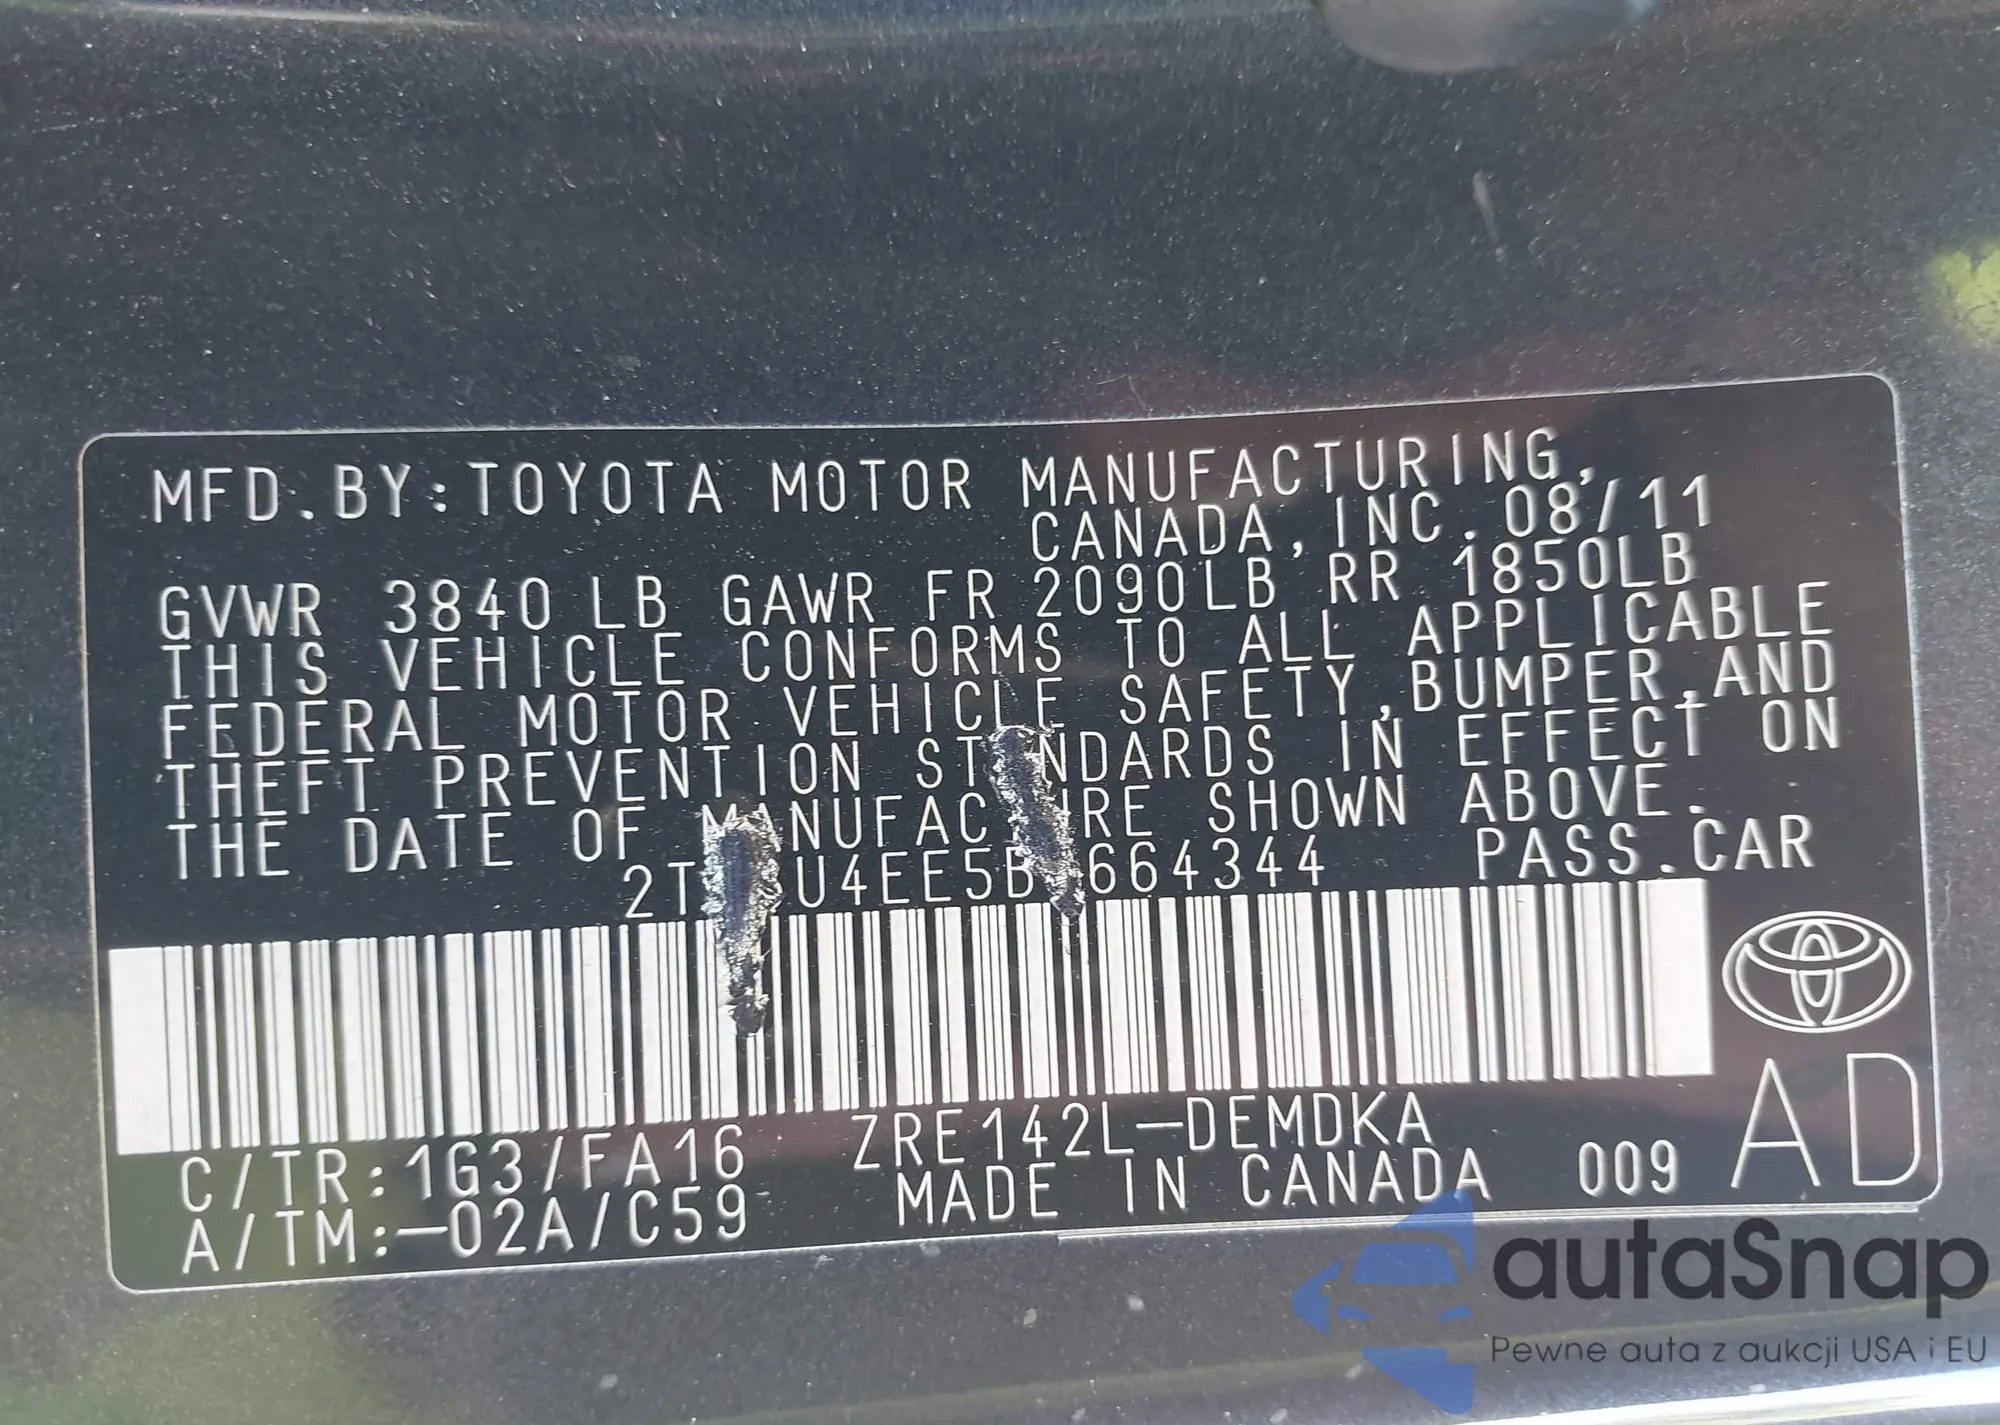 MFD.BY:TOYOTA MOTOR MANUFACTURING,
CANADA,INC.08/11
GVWR 3840LB GAWR FR 2090LB RR 1850LB
THIS VEHICLE CONFORMS TO ALL APPLICABLE
FEDERAL MOTOR VEHICLE SAFETY,BUMPER,AND
THEFT PREVENTION STANDARDS IN EFFECT ON
THE DATE OF MANUFACTURE SHOWN ABOVE.
PASS.CAR
C/TR:1G3/FA16 ZRE142L-DEMDKA
A/TM:-02A/C59 MADE IN CANADA 009 AD
autaSnap
Pewne auta z aukcji USA i EU